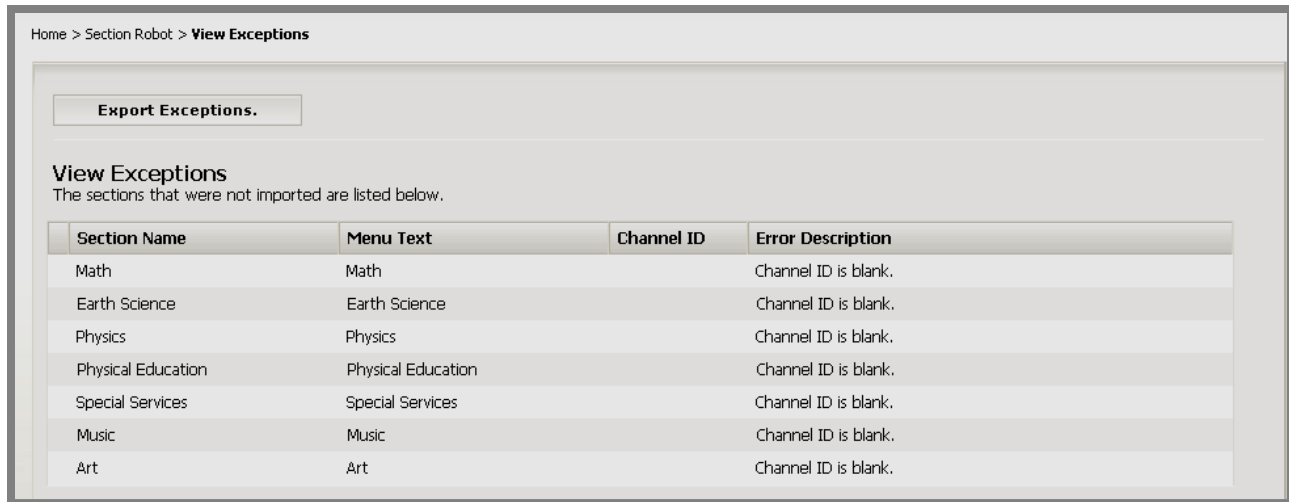 Home > Section Robot > View Exceptions
Export Exceptions.
View Exceptions
The sections that were not imported are listed below.
Section Name Menu Text Channel ID Error Description
Math Math Channel ID is blank.
Earth Science Earth Science Channel ID is blank.
Physics Physics Channel ID is blank.
Physical Education Physical Education Channel ID is blank.
Special Services Special Services Channel ID is blank.
Music Music Channel ID is blank.
Art Art Channel ID is blank.